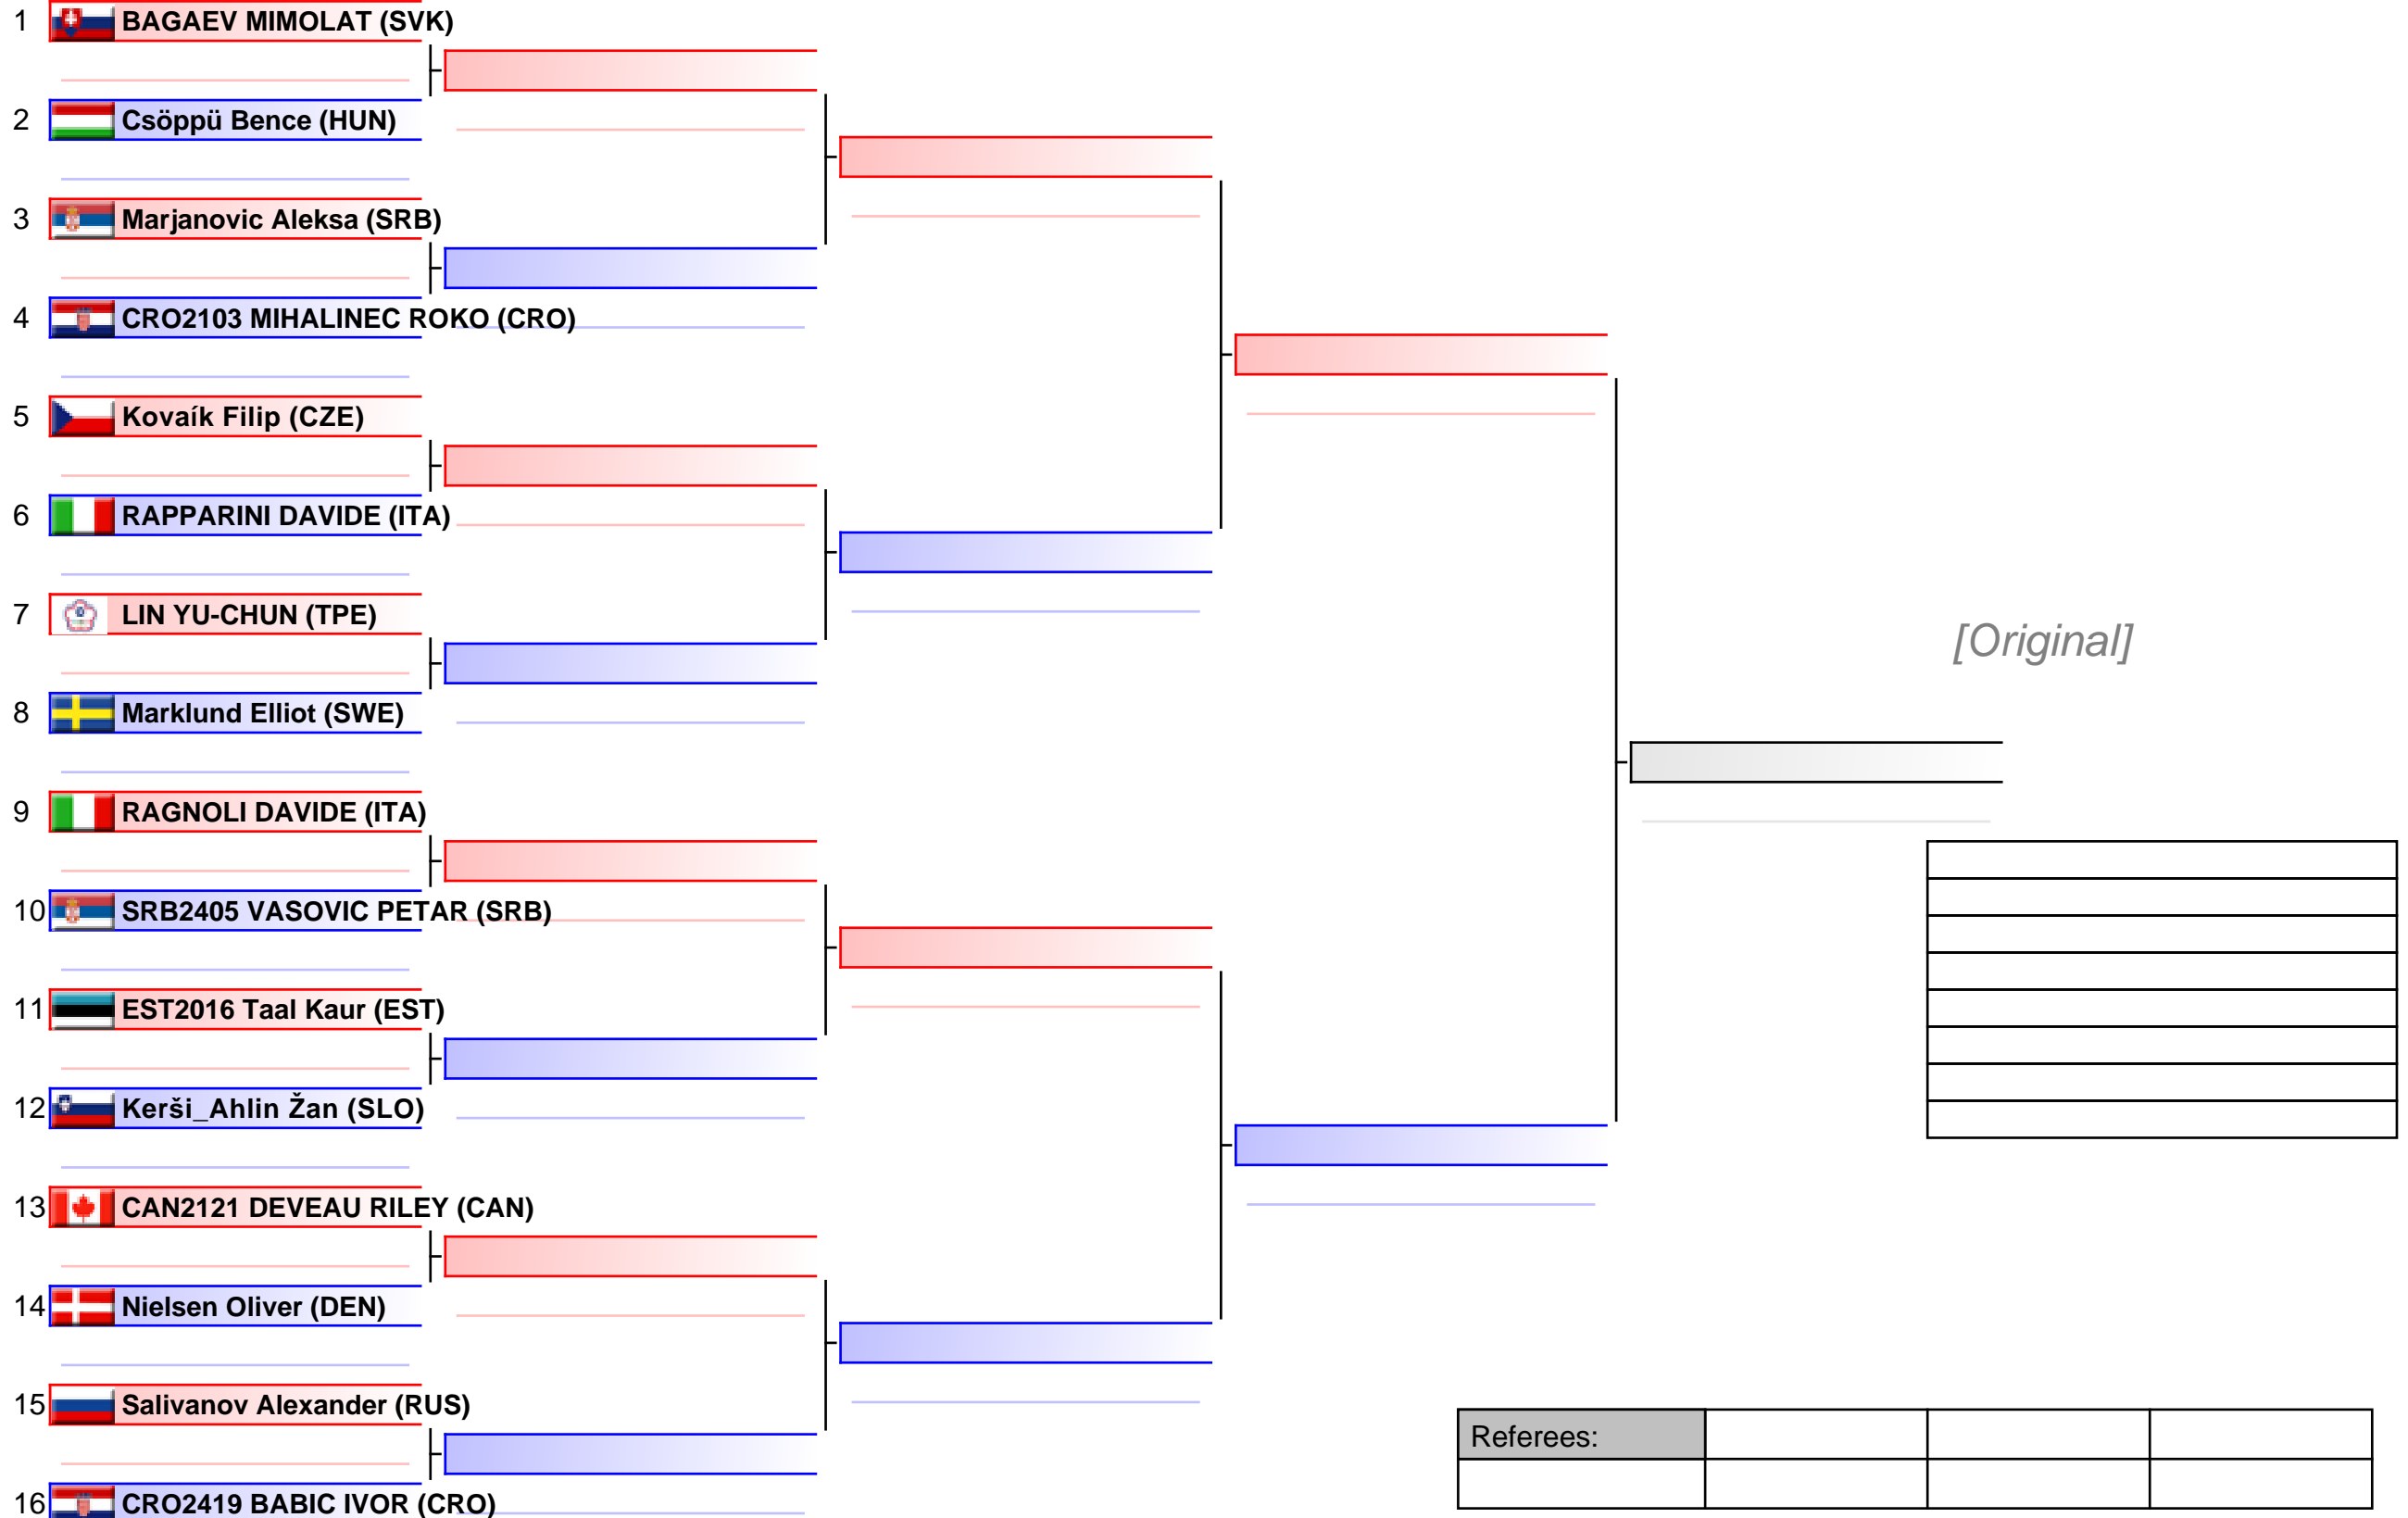 1 BAGAEV MIMOLAT (SVK)
2 Csöppü Bence (HUN)
3 Marjanovic Aleksa (SRB)
4 CRO2103 MIHALINEC ROKO (CRO)
5 Kovaík Filip (CZE)
6 RAPPARINI DAVIDE (ITA)
7 LIN YU-CHUN (TPE)
[Original]
8 Marklund Elliot (SWE)
9 RAGNOLI DAVIDE (ITA)
10 SRB2405 VASOVIC PETAR (SRB)
11 EST2016 Taal Kaur (EST)
12 Kerši_Ahlin Žan (SLO)
13 CAN2121 DEVEAU RILEY (CAN)
14 Nielsen Oliver (DEN)
15 Salivanov Alexander (RUS)
Referees:
16 CRO2419 BABIC IVOR (CRO)